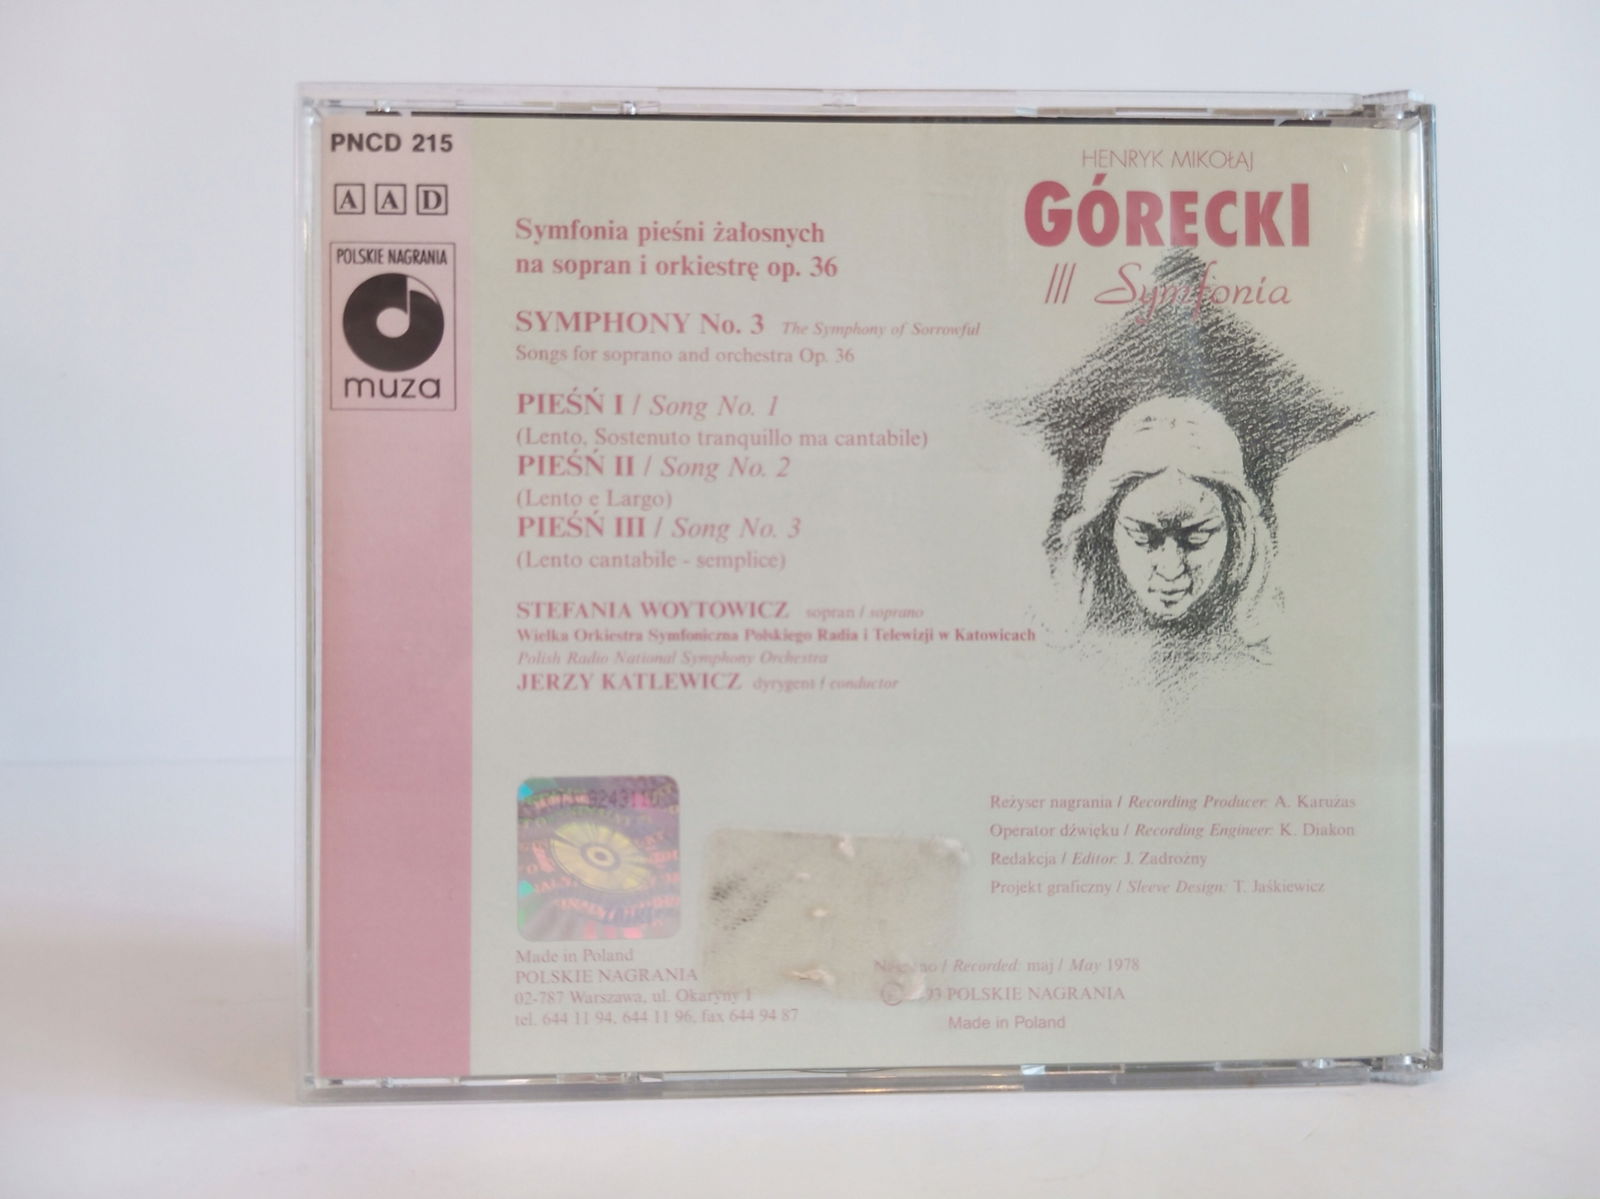 PNCD 215
A A D
POLSKIE NAGRANIA
muza
HENRYK MIKOŁAJ
GÓRECKI
III Symfonia
Symfonia pieśni żałosnych
na sopran i orkiestrę op. 36
SYMPHONY No. 3 The Symphony of Sorrowful
Songs for soprano and orchestra Op. 36
PIEŚŃ I / Song No. 1
(Lento, Sostenuto tranquillo ma cantabile)
PIEŚŃ II / Song No. 2
(Lento e Largo)
PIEŚŃ III / Song No. 3
(Lento cantabile - semplice)
STEFANIA WOYTOWICZ sopran / soprano
Wielka Orkiestra Symfoniczna Polskiego Radia i Telewizji w Katowicach
Polish Radio National Symphony Orchestra
JERZY KATLEWICZ dyrygent / conductor
Reżyser nagrania / Recording Producer: A. Karużas
Operator dźwięku / Recording Engineer: K. Diakon
Redakcja / Editor: J. Zadrożny
Projekt graficzny / Sleeve Design: T. Jaśkiewicz
Made in Poland
POLSKIE NAGRANIA
02-787 Warszawa, ul. Okaryny 1
tel. 644 11 94, 644 11 96, fax 644 94 87
/ Recorded: maj / May 1978
93 POLSKIE NAGRANIA
Made in Poland